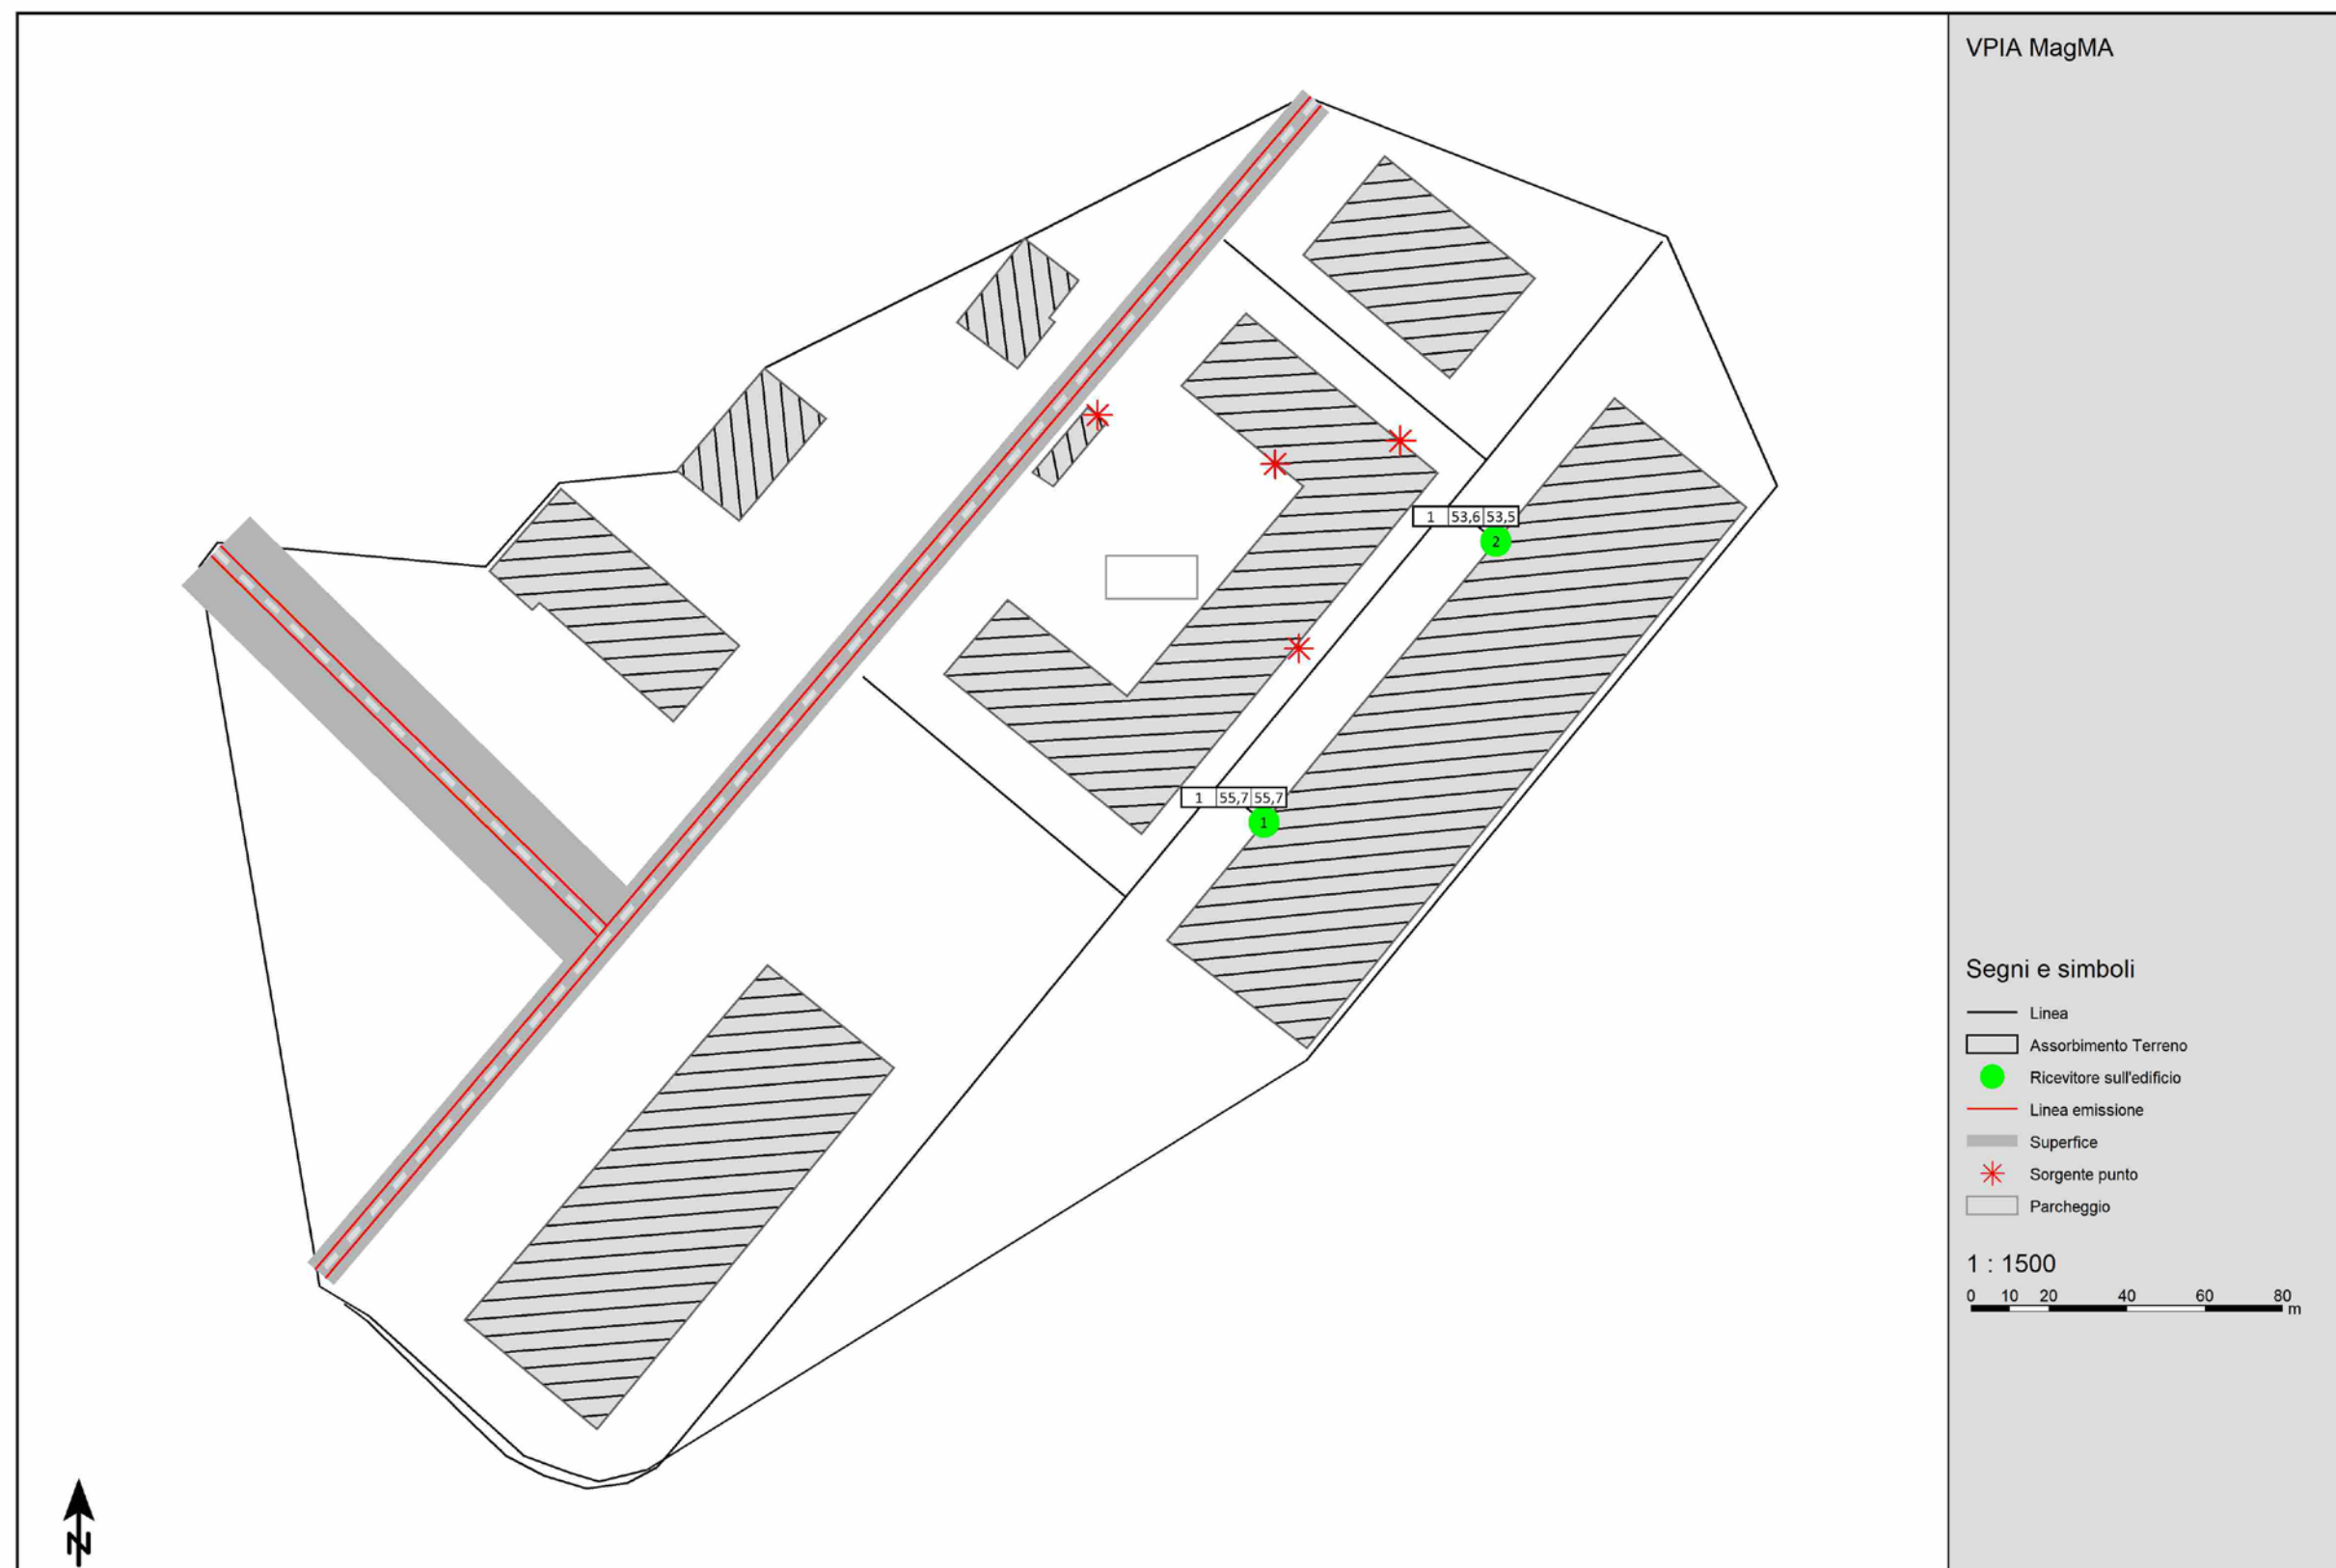 VPIA MagMA
1 53,6 53,5
2
1 55,7 55,7
1
Segni e simboli
Linea
Assorbimento Terreno
Ricevitore sull'edificio
Linea emissione
Superfice
Sorgente punto
Parcheggio
1 : 1500
0 10 20 40 60 80
m
N